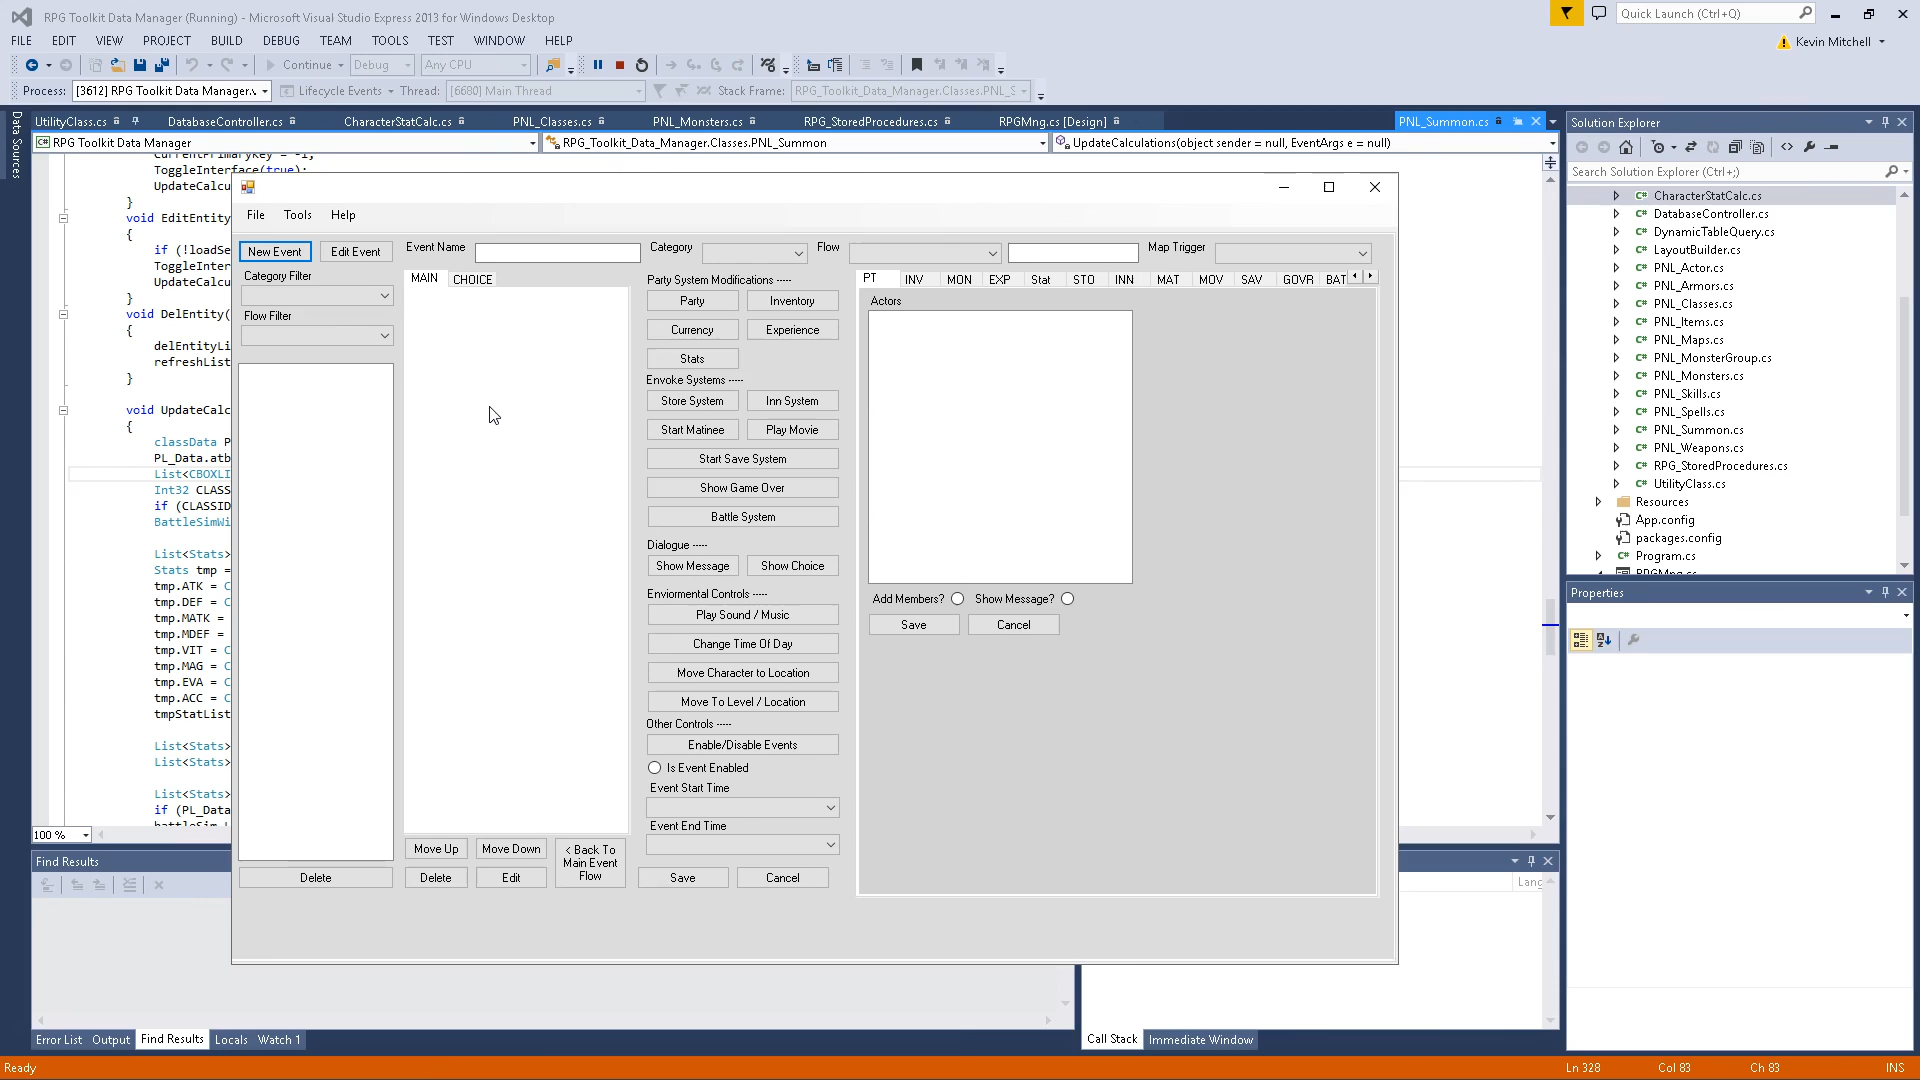 RPG Toolkit Data Manager (Running) - Microsoft Visual Studio Express 2013 for Windows Desktop
Quick Launch (Ctrl+Q)
FILE EDIT VIEW PROJECT BUILD DEBUG TEAM TOOLS TEST WINDOW HELP
Kevin Mitchell
Continue Debug Any CPU
Process: [3612] RPG Toolkit Data Manager. Lifecycle Events Thread: [6680] Main Thread Stack Frame: RPG_Toolkit_Data_Manager.Classes.PNL_S
Data Sources
UtilityClass.cs DatabaseController.cs CharacterStatCalc.cs PNL_Classes.cs PNL_Monsters.cs RPG_StoredProcedures.cs RPGMng.cs [Design] PNL_Summon.cs
RPG Toolkit Data Manager RPG_Toolkit_Data_Manager.Classes.PNL_Summon UpdateCalculations(object sender = null, EventArgs e = null)
CurrentPrimaryKey = -1;
ToggleInterface(true);
UpdateCalcu
}
void EditEntity
{
if (!loadSe
ToggleInter
UpdateCalcu
}
void DelEntity(
{
delEntityLi
refreshList
}
void UpdateCalc
{
classData P
PL_Data.atb
List<CBOXLI
Int32 CLASS
if (CLASSID
BattleSimWi
List<Stats>
Stats tmp =
tmp.ATK = C
tmp.DEF = C
tmp.MATK =
tmp.MDEF =
tmp.VIT = C
tmp.MAG = C
tmp.EVA = C
tmp.ACC = C
tmpStatList
List<Stats>
List<Stats>
List<Stats>
if (PL_Data
100 %
File Tools Help
New Event Edit Event Event Name Category Flow Map Trigger
Category Filter
Flow Filter
Delete
MAIN CHOICE
Move Up Move Down < Back To Main Event Flow
Delete Edit
Party System Modifications -----
Party Inventory
Currency Experience
Stats
Envoke Systems -----
Store System Inn System
Start Matinee Play Movie
Start Save System
Show Game Over
Battle System
Dialogue -----
Show Message Show Choice
Enviormental Controls -----
Play Sound / Music
Change Time Of Day
Move Character to Location
Move To Level / Location
Other Controls -----
Enable/Disable Events
Is Event Enabled
Event Start Time
Event End Time
Save Cancel
PT INV MON EXP Stat STO INN MAT MOV SAV GOVR BAT
Actors
Add Members? Show Message?
Save Cancel
Solution Explorer
Search Solution Explorer (Ctrl+;)
CharacterStatCalc.cs
DatabaseController.cs
DynamicTableQuery.cs
LayoutBuilder.cs
PNL_Actor.cs
PNL_Armors.cs
PNL_Classes.cs
PNL_Items.cs
PNL_Maps.cs
PNL_MonsterGroup.cs
PNL_Monsters.cs
PNL_Skills.cs
PNL_Spells.cs
PNL_Summon.cs
PNL_Weapons.cs
RPG_StoredProcedures.cs
UtilityClass.cs
Resources
App.config
packages.config
Program.cs
RPGMng.cs
Properties
Find Results
Lang
Error List Output Find Results Locals Watch 1
Call Stack Immediate Window
Ready Ln 328 Col 83 Ch 83 INS